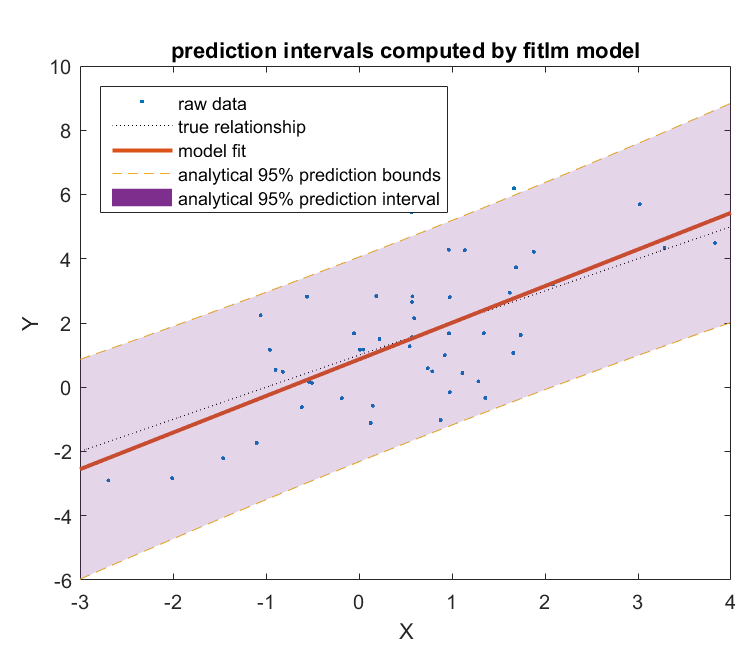 prediction intervals computed by fitlm model
10
8
6
4
2
0
-2
-4
-6
Y
raw data
true relationship
model fit
analytical 95% prediction bounds
analytical 95% prediction interval
-3 -2 -1 0 1 2 3 4
X